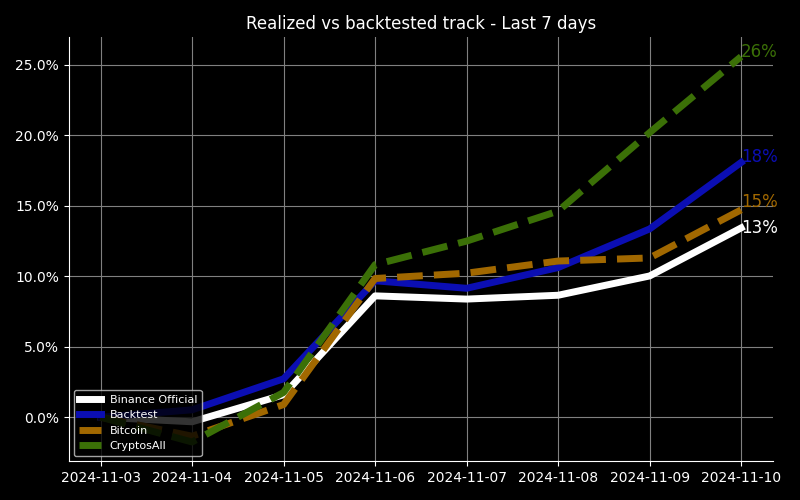 Realized vs backtested track - Last 7 days
26%
25.0%
20.0%
18%
15.0%
15%
13%
10.0%
5.0%
0.0%
Binance Official
Backtest
Bitcoin
CryptosAll
2024-11-03 2024-11-04 2024-11-05 2024-11-06 2024-11-07 2024-11-08 2024-11-09 2024-11-10